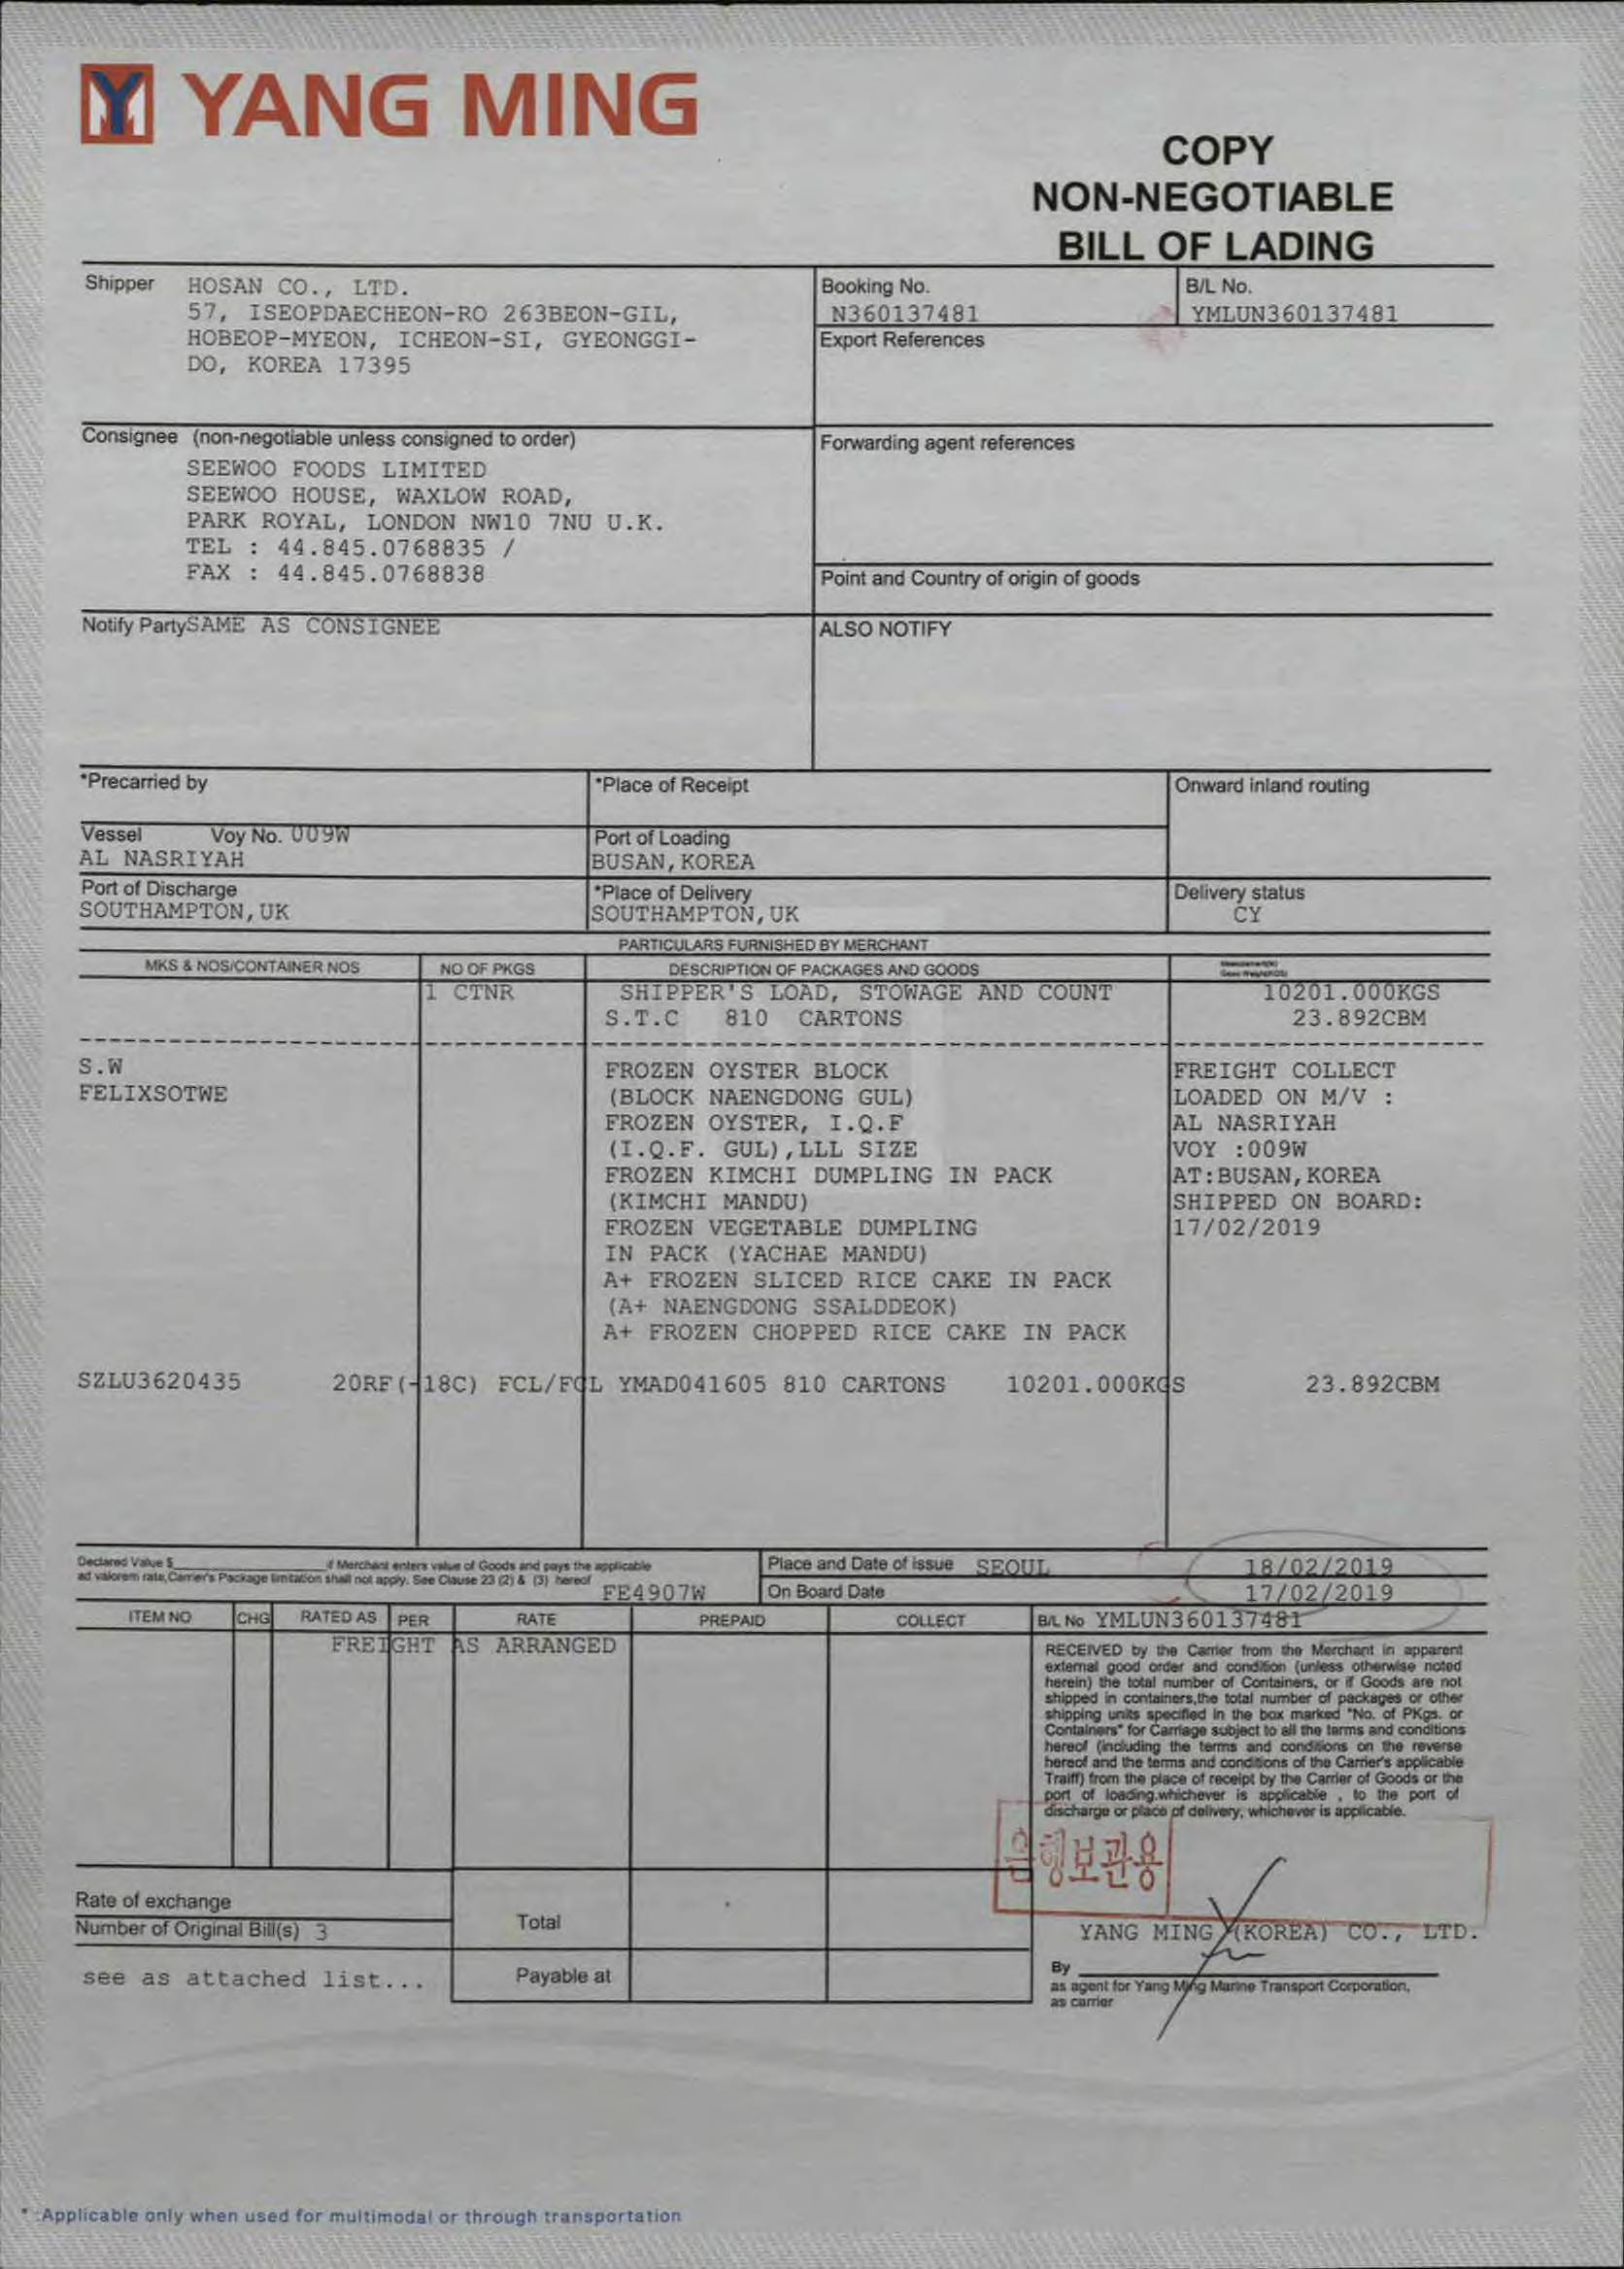 YANG MING
COPY
NON-NEGOTIABLE
BILL OF LADING
Shipper
HOSAN CO., LTD.
57, ISEOPDAECHEON-RO 263BEON-GIL,
HOBEOP-MYEON, ICHEON-SI, GYEONGGI-
DO, KOREA 17395
Booking No.
N360137481
B/L No.
YMLUN360137481
Export References
Consignee (non-negotiable unless consigned to order)
SEEWOO FOODS LIMITED
SEEWOO HOUSE, WAXLOW ROAD,
PARK ROYAL, LONDON NW10 7NU U.K.
TEL : 44.845.0768835 /
FAX : 44.845.0768838
Forwarding agent references
Point and Country of origin of goods
Notify Party SAME AS CONSIGNEE
ALSO NOTIFY
*Precarried by
*Place of Receipt
Onward inland routing
Vessel Voy No. 009W
AL NASRIYAH
Port of Loading
BUSAN, KOREA
Port of Discharge
SOUTHAMPTON, UK
*Place of Delivery
SOUTHAMPTON, UK
Delivery status
CY
PARTICULARS FURNISHED BY MERCHANT
MKS & NOS/CONTAINER NOS NO OF PKGS DESCRIPTION OF PACKAGES AND GOODS
1 CTNR SHIPPER'S LOAD, STOWAGE AND COUNT 10201.000KGS
S.T.C 810 CARTONS 23.892CBM
S.W FROZEN OYSTER BLOCK FREIGHT COLLECT
FELIXSOTWE (BLOCK NAENGDONG GUL) LOADED ON M/V :
FROZEN OYSTER, I.Q.F AL NASRIYAH
(I.Q.F. GUL),LLL SIZE VOY :009W
FROZEN KIMCHI DUMPLING IN PACK AT:BUSAN,KOREA
(KIMCHI MANDU) SHIPPED ON BOARD:
FROZEN VEGETABLE DUMPLING 17/02/2019
IN PACK (YACHAE MANDU)
A+ FROZEN SLICED RICE CAKE IN PACK
(A+ NAENGDONG SSALDDEOK)
A+ FROZEN CHOPPED RICE CAKE IN PACK
SZLU3620435 20RF(-18C) FCL/FCL YMAD041605 810 CARTONS 10201.000KGS 23.892CBM
Declared Value $ if Merchant enters value of Goods and pays the applicable
ad valorem rate, Carrier's Package limitation shall not apply. See Clause 23 (2) & (3) hereof
FE4907W
Place and Date of issue SEOUL 18/02/2019
On Board Date 17/02/2019
ITEM NO CHG RATED AS PER RATE PREPAID COLLECT
B/L No YMLUN360137481
FREIGHT AS ARRANGED
RECEIVED by the Carrier from the Merchant in apparent
external good order and condition (unless otherwise noted
herein) the total number of Containers, or if Goods are not
shipped in containers,the total number of packages or other
shipping units specified in the box marked "No. of PKgs. or
Containers" for Carriage subject to all the terms and conditions
hereof (including the terms and conditions on the reverse
hereof and the terms and conditions of the Carrier's applicable
Traiff) from the place of receipt by the Carrier of Goods or the
port of loading.whichever is applicable , to the port of
discharge or place of delivery, whichever is applicable.
은행보관용
Rate of exchange
Number of Original Bill(s) 3
Total
see as attached list...
Payable at
YANG MING (KOREA) CO., LTD.
By
as agent for Yang Ming Marine Transport Corporation,
as carrier
* :Applicable only when used for multimodal or through transportation